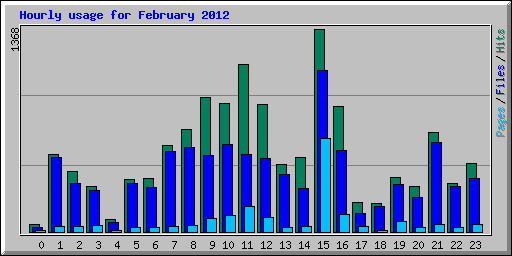 Hourly usage for February 2012
1368
Pages/Files/Hits
0 1 2 3 4 5 6 7 8 9 10 11 12 13 14 15 16 17 18 19 20 21 22 23